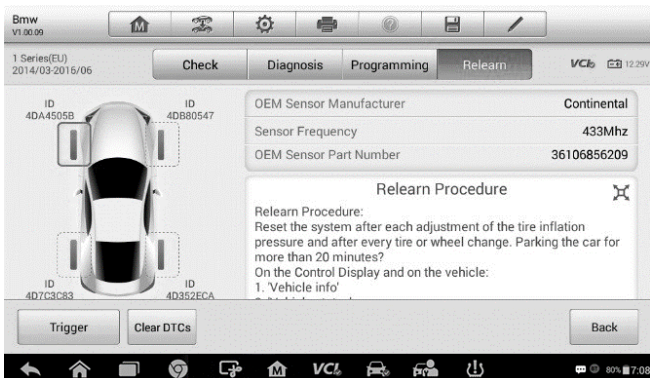 Bmw
V1.00.09
1 Series(EU)
2014/03-2016/06
Check
Diagnosis
Programming
Relearn
VCI
12.29V
ID
4DA4505B
ID
4DB80547
ID
4D7C3C83
ID
4D352ECA
OEM Sensor Manufacturer
Continental
Sensor Frequency
433Mhz
OEM Sensor Part Number
36106856209
Relearn Procedure
Relearn Procedure:
Reset the system after each adjustment of the tire inflation
pressure and after every tire or wheel change. Parking the car for
more than 20 minutes?
On the Control Display and on the vehicle:
1. 'Vehicle info'
Trigger
Clear DTCs
Back
M
VCI
M
80%
7:08